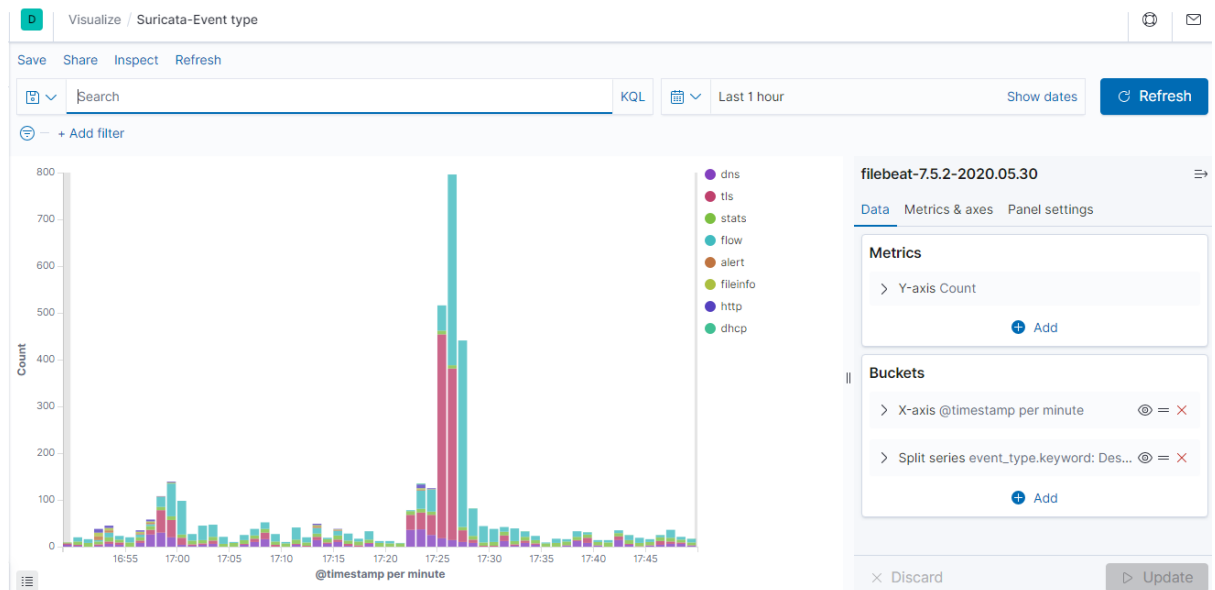 D Visualize / Suricata-Event type
Save Share Inspect Refresh
Search KQL Last 1 hour Show dates Refresh
+ Add filter
800
700
600
500
400
300
200
100
0
Count
16:55 17:00 17:05 17:10 17:15 17:20 17:25 17:30 17:35 17:40 17:45
@timestamp per minute
dns
tls
stats
flow
alert
fileinfo
http
dhcp
filebeat-7.5.2-2020.05.30
Data Metrics & axes Panel settings
Metrics
Y-axis Count
Add
Buckets
X-axis @timestamp per minute
Split series event_type.keyword: Des...
Add
Discard Update